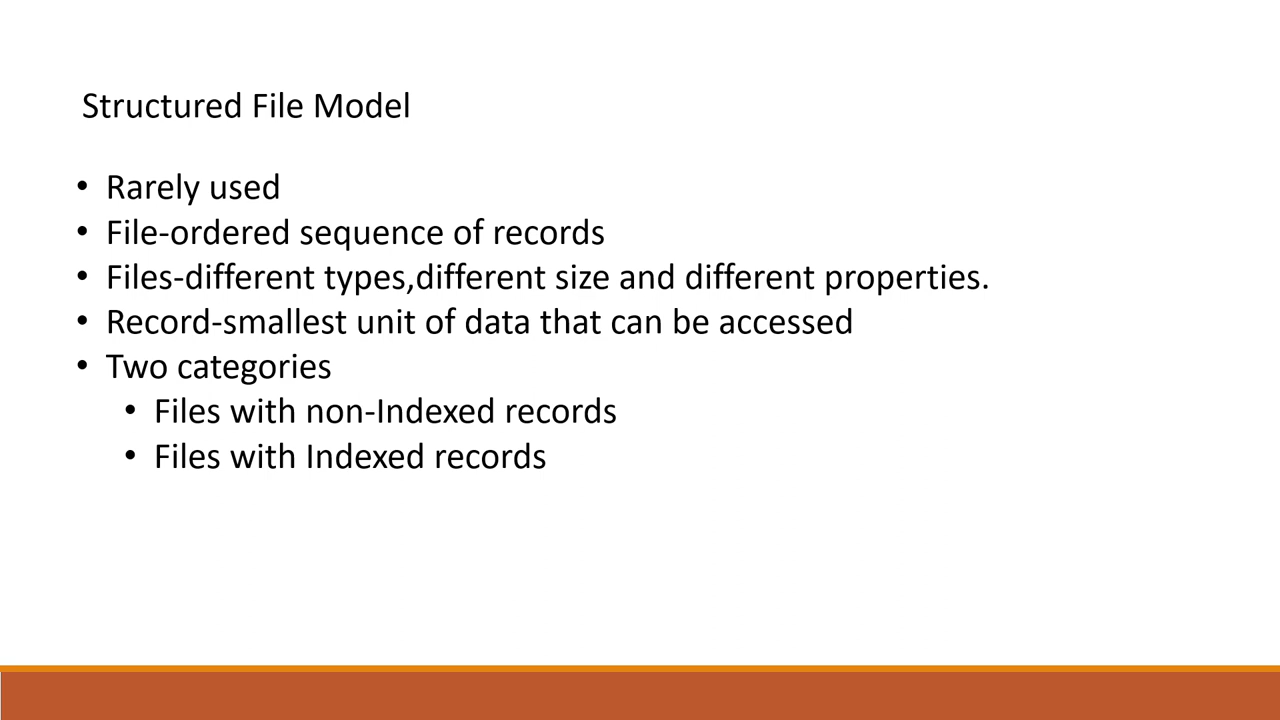 Structured File Model
• Rarely used
• File-ordered sequence of records
• Files-different types,different size and different properties.
• Record-smallest unit of data that can be accessed
• Two categories
• Files with non-Indexed records
• Files with Indexed records